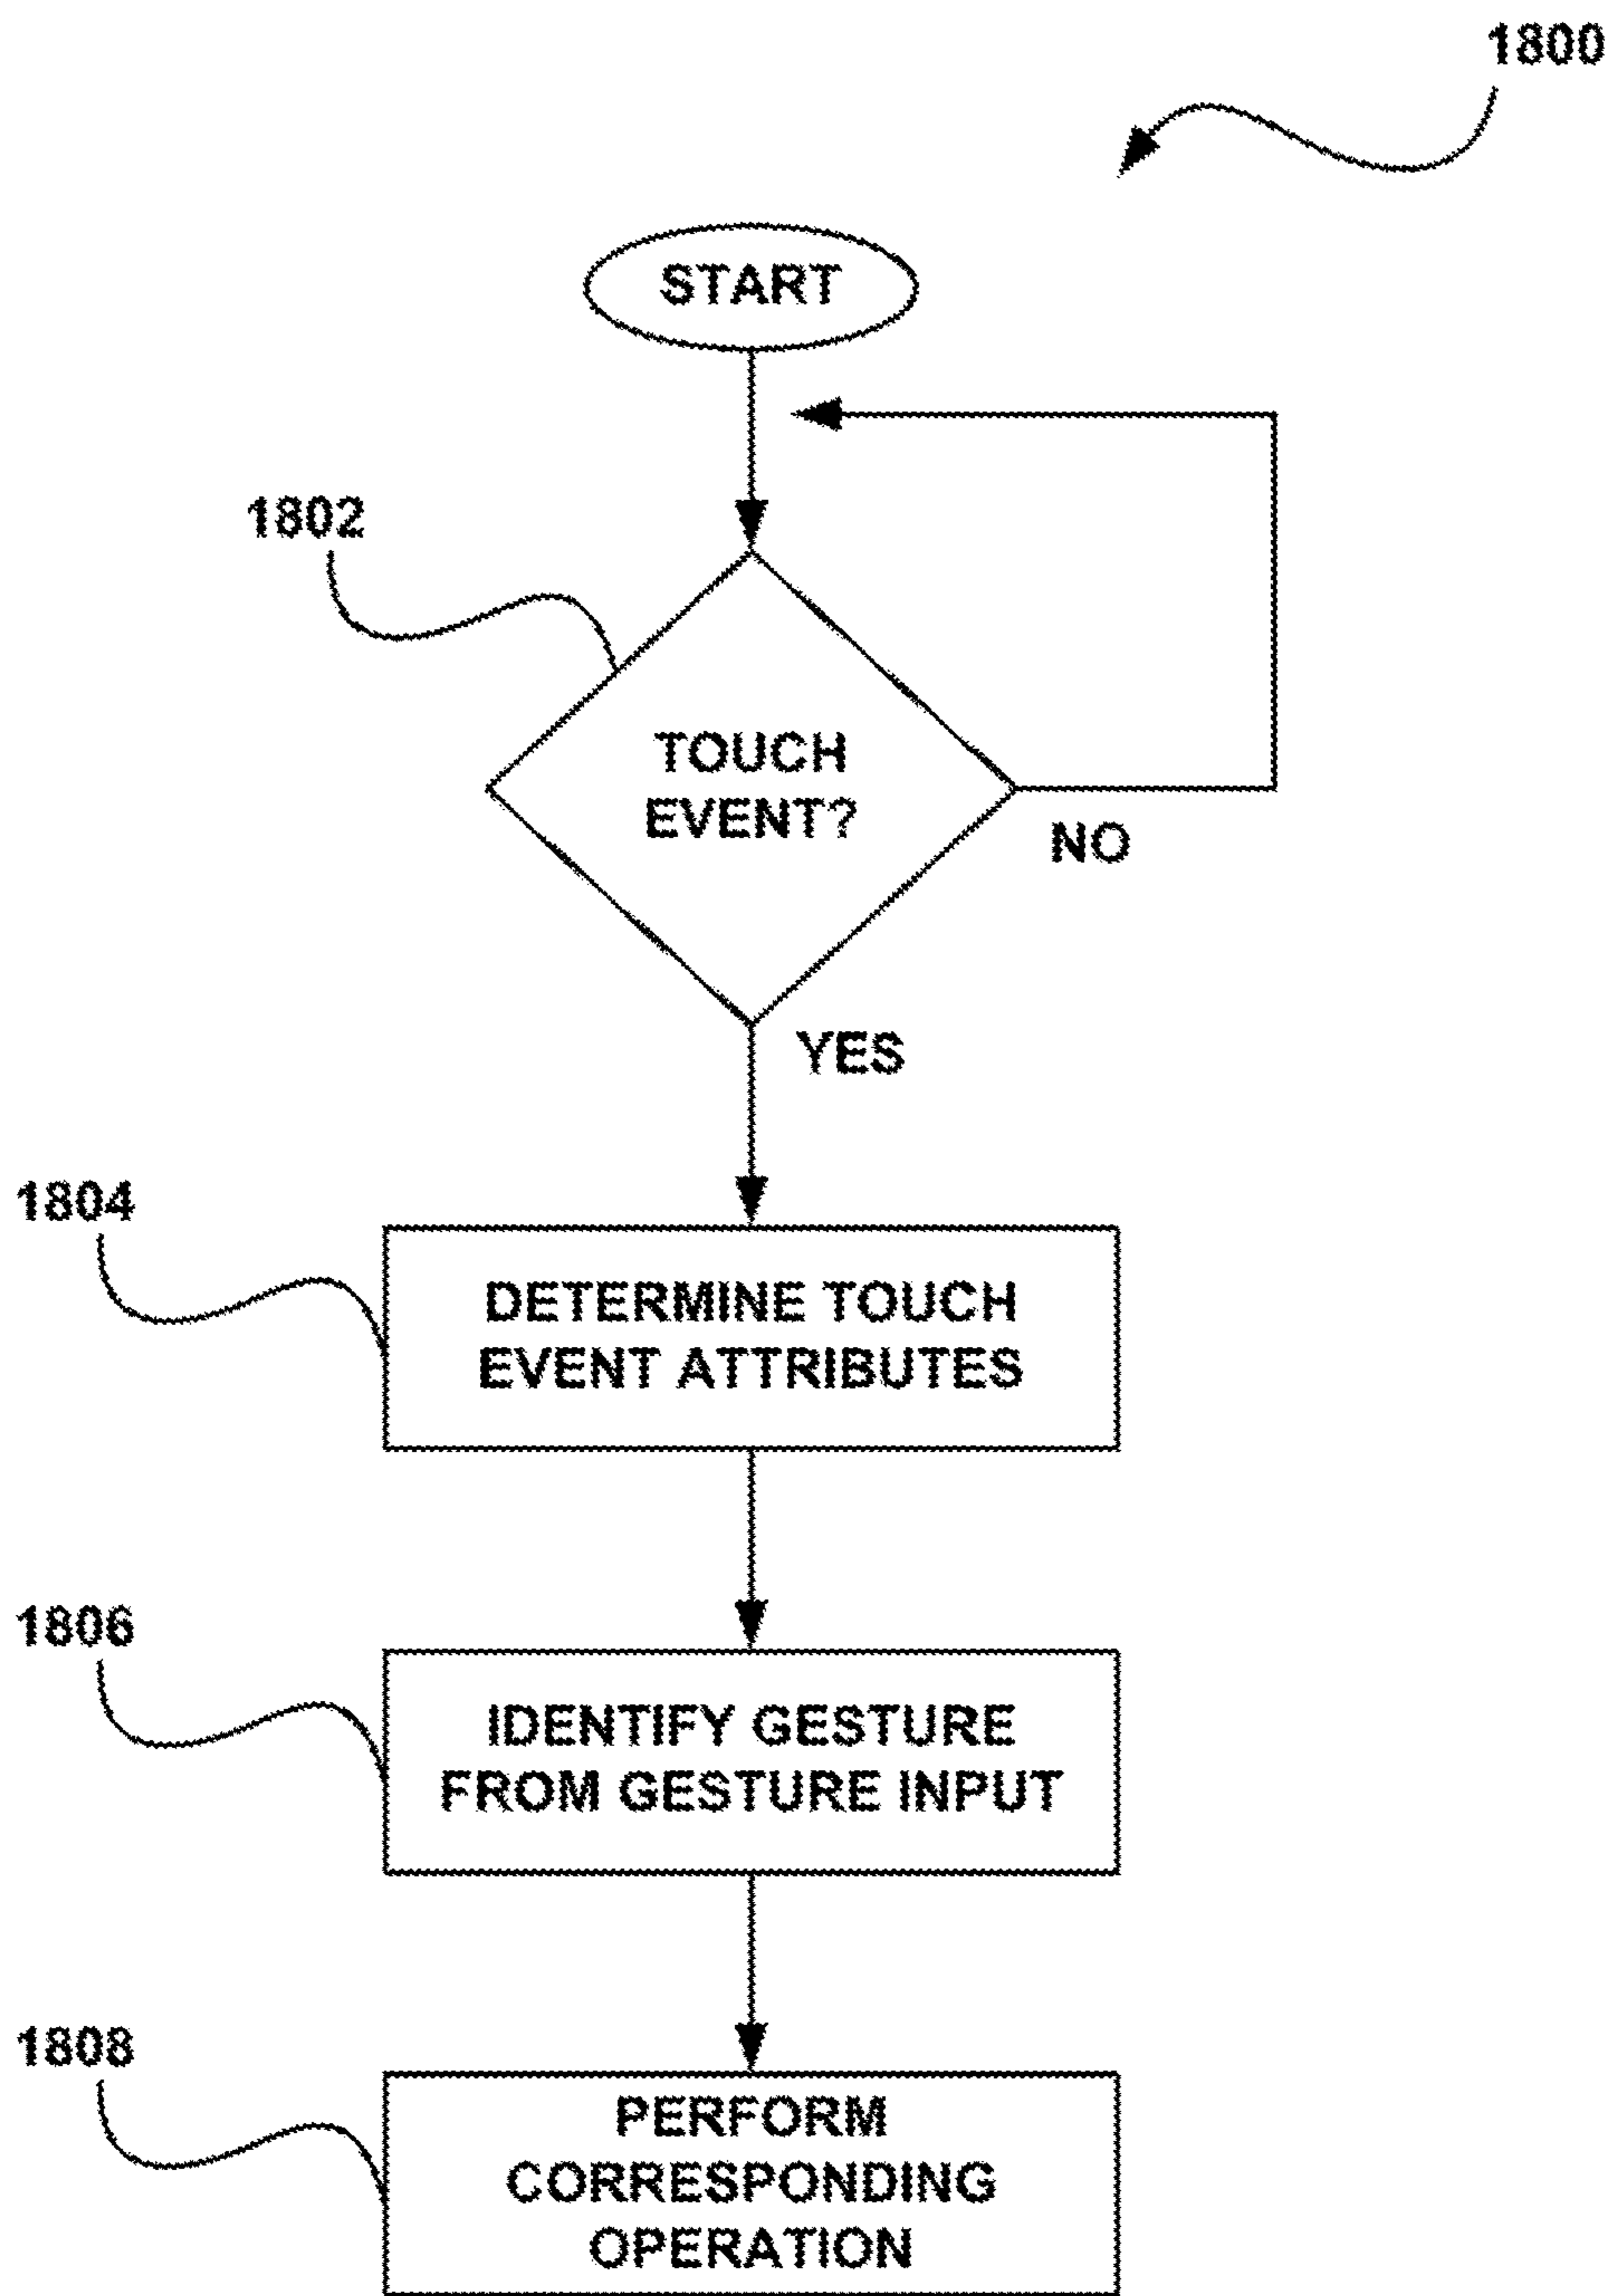 1800
START
1802
TOUCH
EVENT?
NO
YES
1804
DETERMINE TOUCH
EVENT ATTRIBUTES
1806
IDENTIFY GESTURE
FROM GESTURE INPUT
1808
PERFORM
CORRESPONDING
OPERATION